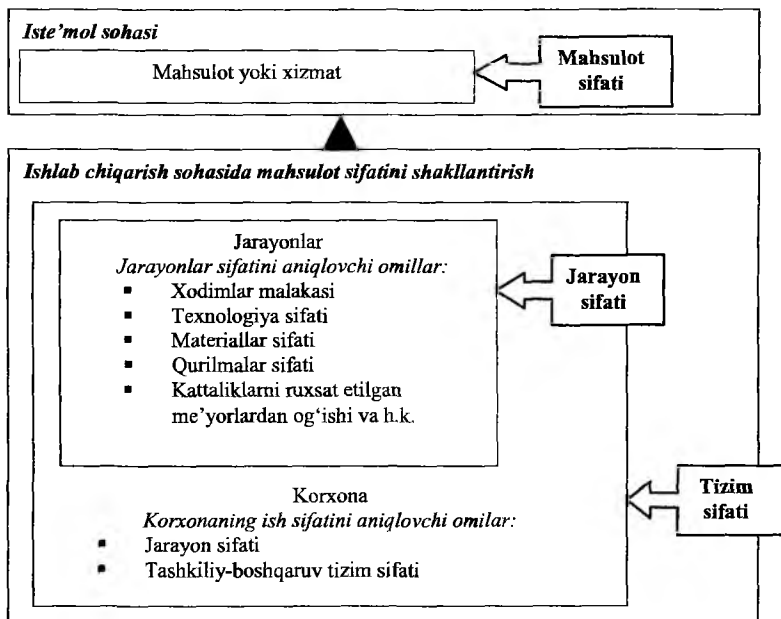 Iste’mol sohasi
Mahsulot yoki xizmat
Mahsulot
sifati
Ishlab chiqarish sohasida mahsulot sifatini shakllantirish
Jarayonlar
Jarayonlar sifatini aniqlovchi omillar:
▪ Xodimlar malakasi
▪ Texnologiya sifati
▪ Materiallar sifati
▪ Qurilmalar sifati
▪ Kattaliklarni ruxsat etilgan
me’yorlardan og‘ishi va h.k.
Jarayon
sifati
Korxona
Korxonaning ish sifatini aniqlovchi omilar:
▪ Jarayon sifati
▪ Tashkiliy-boshqaruv tizim sifati
Tizim
sifati